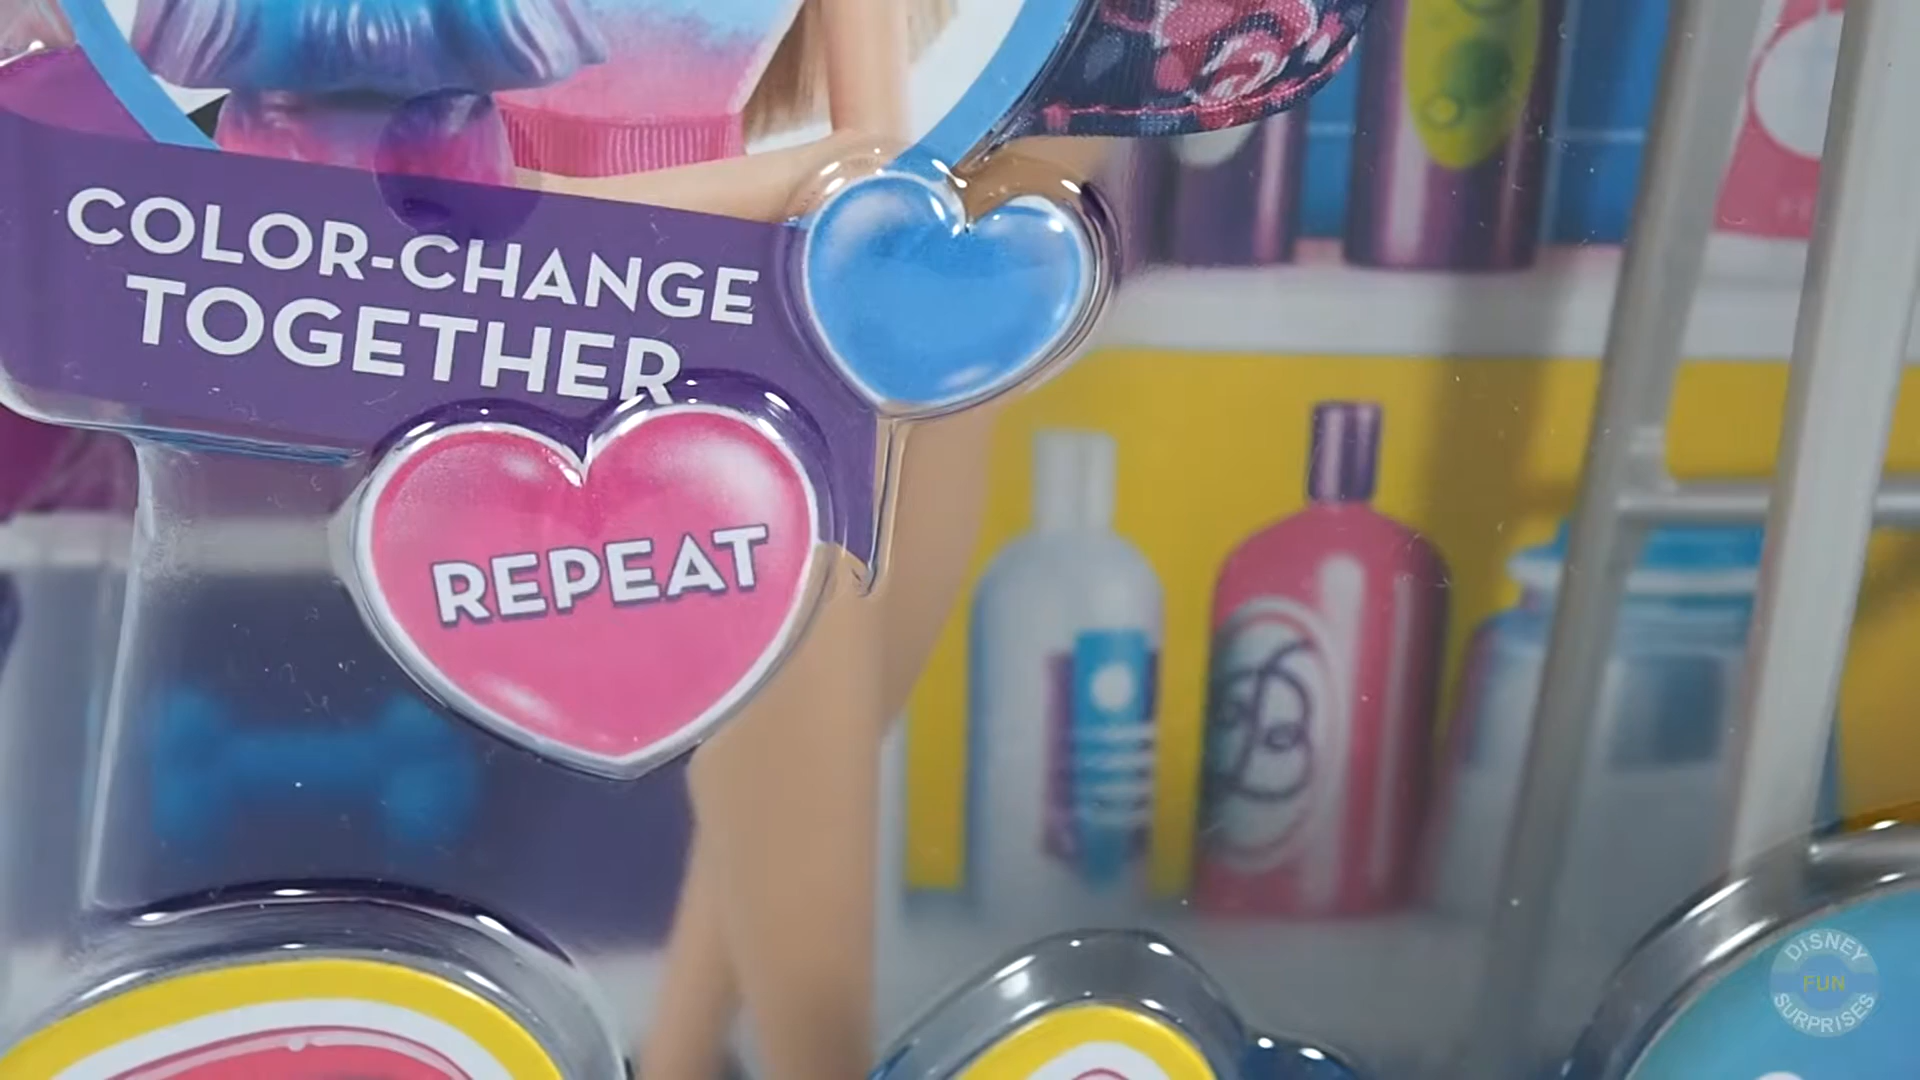 COLOR-CHANGE
TOGETHER
REPEAT
DISNEY
FUN
SURPRISES